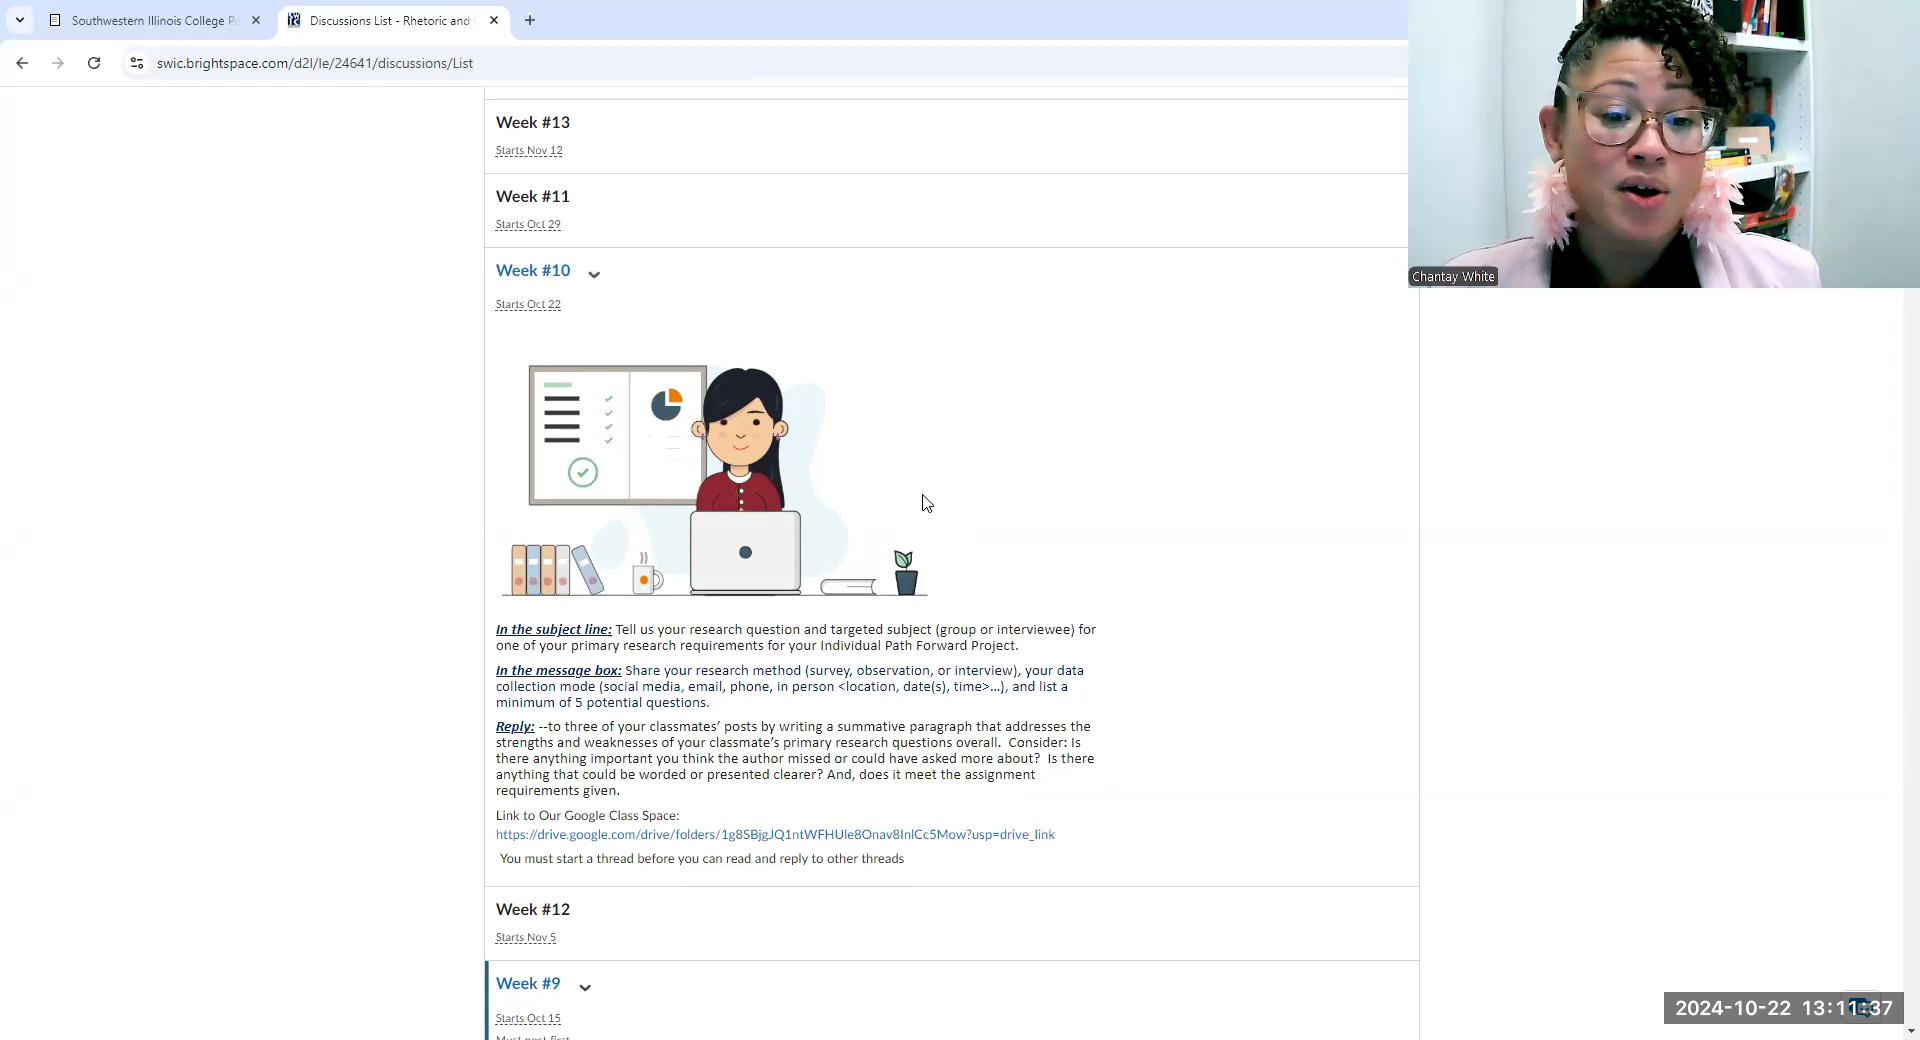 Southwestern Illinois College P
Discussions List - Rhetoric and
swic.brightspace.com/d2l/le/24641/discussions/List
Week #13
Starts Nov 12
Week #11
Starts Oct 29
Week #10
Starts Oct 22
In the subject line: Tell us your research question and targeted subject (group or interviewee) for
one of your primary research requirements for your Individual Path Forward Project.
In the message box: Share your research method (survey, observation, or interview), your data
collection mode (social media, email, phone, in person <location, date(s), time>...), and list a
minimum of 5 potential questions.
Reply: --to three of your classmates’ posts by writing a summative paragraph that addresses the
strengths and weaknesses of your classmate’s primary research questions overall.  Consider: Is
there anything important you think the author missed or could have asked more about?  Is there
anything that could be worded or presented clearer? And, does it meet the assignment
requirements given.
Link to Our Google Class Space:
https://drive.google.com/drive/folders/1g8SBjgJQ1ntWFHUle8Onav8InlCc5Mow?usp=drive_link
You must start a thread before you can read and reply to other threads
Week #12
Starts Nov 5
Week #9
Starts Oct 15
Must post first
Chantay White
2024-10-22 13:11:37